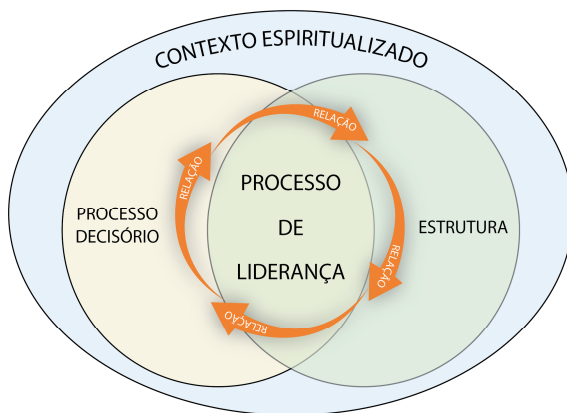 CONTEXTO ESPIRITUALIZADO
RELAÇÃO
RELAÇÃO
PROCESSO
DECISÓRIO
PROCESSO
DE
LIDERANÇA
ESTRUTURA
RELAÇÃO
RELAÇÃO